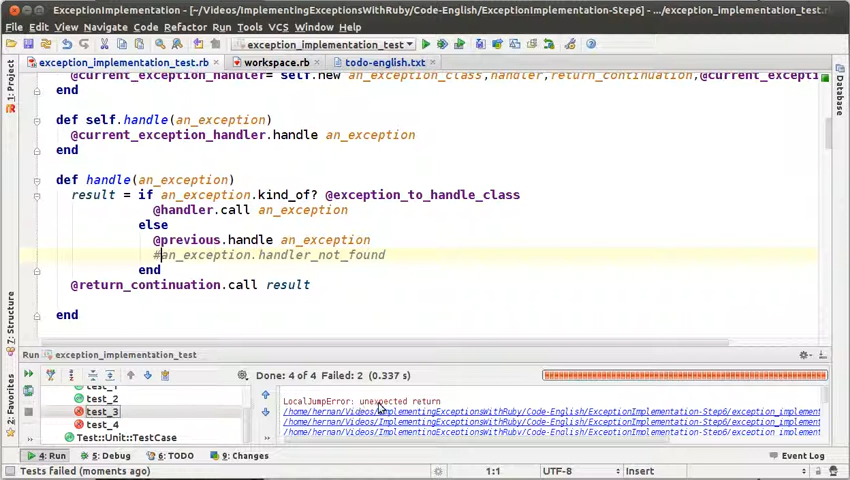 ExceptionImplementation - [~/Videos/ImplementingExceptionsWithRuby/Code-English/ExceptionImplementation-Step6] - .../exception_implementation_test.
File Edit View Navigate Code Refactor Run Tools VCS Window Help
exception_implementation_test
exception_implementation_test.rb workspace.rb todo-english.txt
1: Project
Database
@current_exception_handler= self.new an_exception_class,handler,return_continuation,@current_excepti
end
def self.handle(an_exception)
@current_exception_handler.handle an_exception
end
def handle(an_exception)
result = if an_exception.kind_of? @exception_to_handle_class
@handler.call an_exception
else
@previous.handle an_exception
#an_exception.handler_not_found
end
@return_continuation.call result
end
7: Structure
2: Favorites
Run exception_implementation_test
Done: 4 of 4 Failed: 2 (0.337 s)
test_1
test_2
test_3
test_4
Test::Unit::TestCase
LocalJumpError: unexpected return
/home/hernan/Videos/ImplementingExceptionsWithRuby/Code-English/ExceptionImplementation-Step6/exception_implement
/home/hernan/Videos/ImplementingExceptionsWithRuby/Code-English/ExceptionImplementation-Step6/exception_implement
/home/hernan/Videos/ImplementingExceptionsWithRuby/Code-English/ExceptionImplementation-Step6/exception_implement
4: Run 5: Debug 6: TODO 9: Changes Event Log
Tests failed (moments ago) 1:1 UTF-8 Insert